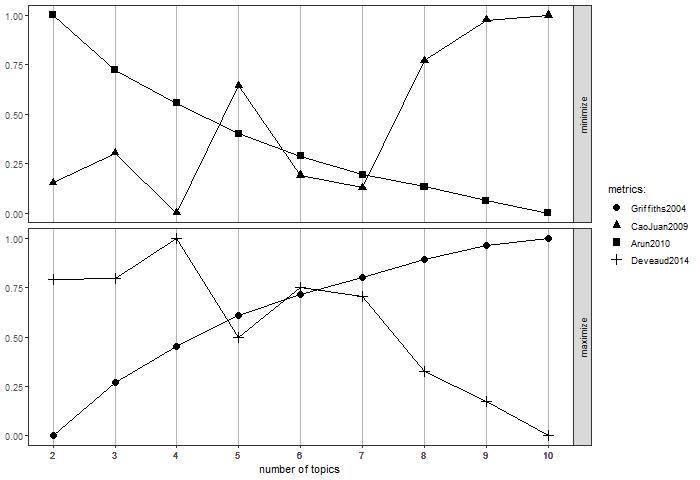 1.00
0.75
0.50
0.25
0.00
minimize
1.00
0.75
0.50
0.25
0.00
maximize
2 3 4 5 6 7 8 9 10
number of topics
metrics:
Griffiths2004
CaoJuan2009
Arun2010
Deveaud2014